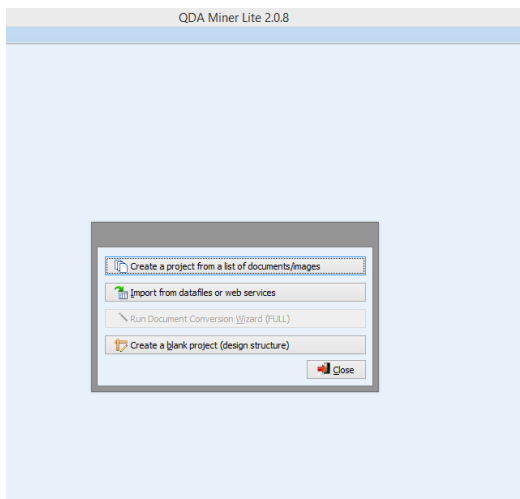 QDA Miner Lite 2.0.8
Create a project from a list of documents/images
Import from datafiles or web services
Run Document Conversion Wizard (FULL)
Create a blank project (design structure)
Close